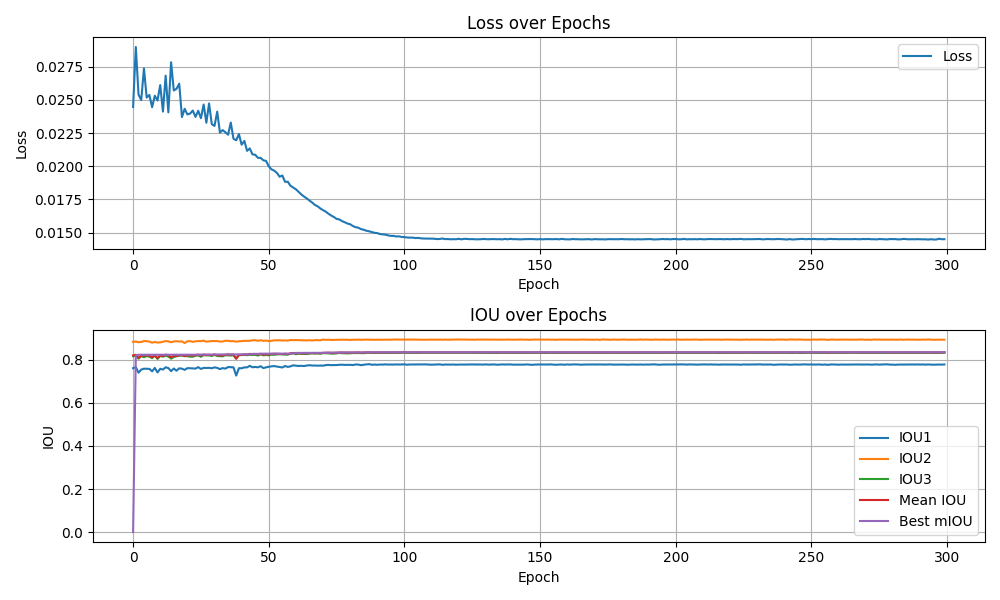 Loss over Epochs
Loss
0.0275
0.0250
0.0225
0.0200
0.0175
0.0150
Loss
0 50 100 150 200 250 300
Epoch
IOU over Epochs
0.8
0.6
0.4
0.2
0.0
IOU
IOU1
IOU2
IOU3
Mean IOU
Best mIOU
0 50 100 150 200 250 300
Epoch